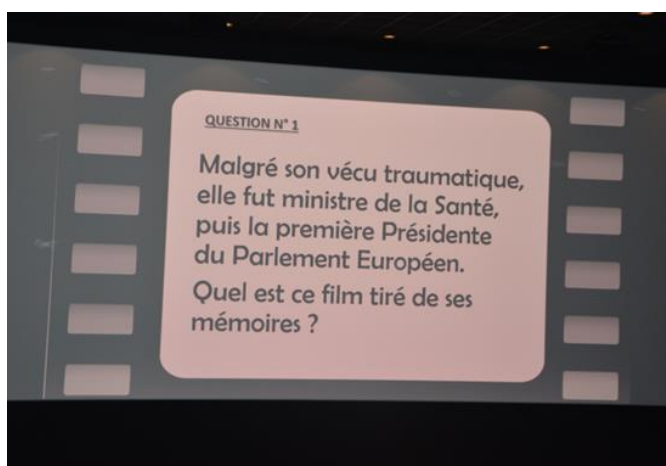 QUESTION N° 1
Malgré son vécu traumatique,
elle fut ministre de la Santé,
puis la première Présidente
du Parlement Européen.
Quel est ce film tiré de ses
mémoires ?